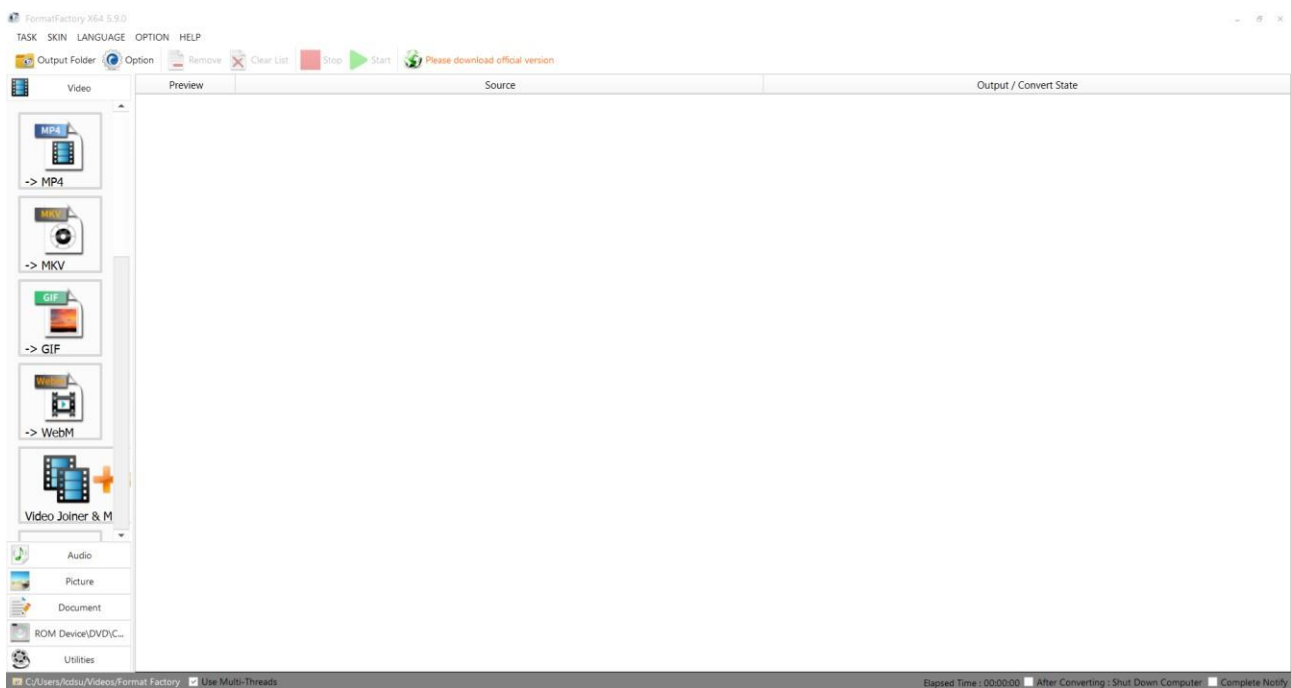 FormatFactory X64 5.9.0
TASK SKIN LANGUAGE OPTION HELP
Output Folder Option Remove Clear List Stop Start Please download official version
Video Preview Source Output / Convert State
MP4
-> MP4
MKV
-> MKV
GIF
-> GIF
WebM
-> WebM
Video Joiner & M
Audio
Picture
Document
ROM Device\DVD\C...
Utilities
C:/Users/lcdsu/Videos/Format Factory Use Multi-Threads Elapsed Time : 00:00:00 After Converting : Shut Down Computer Complete Notify